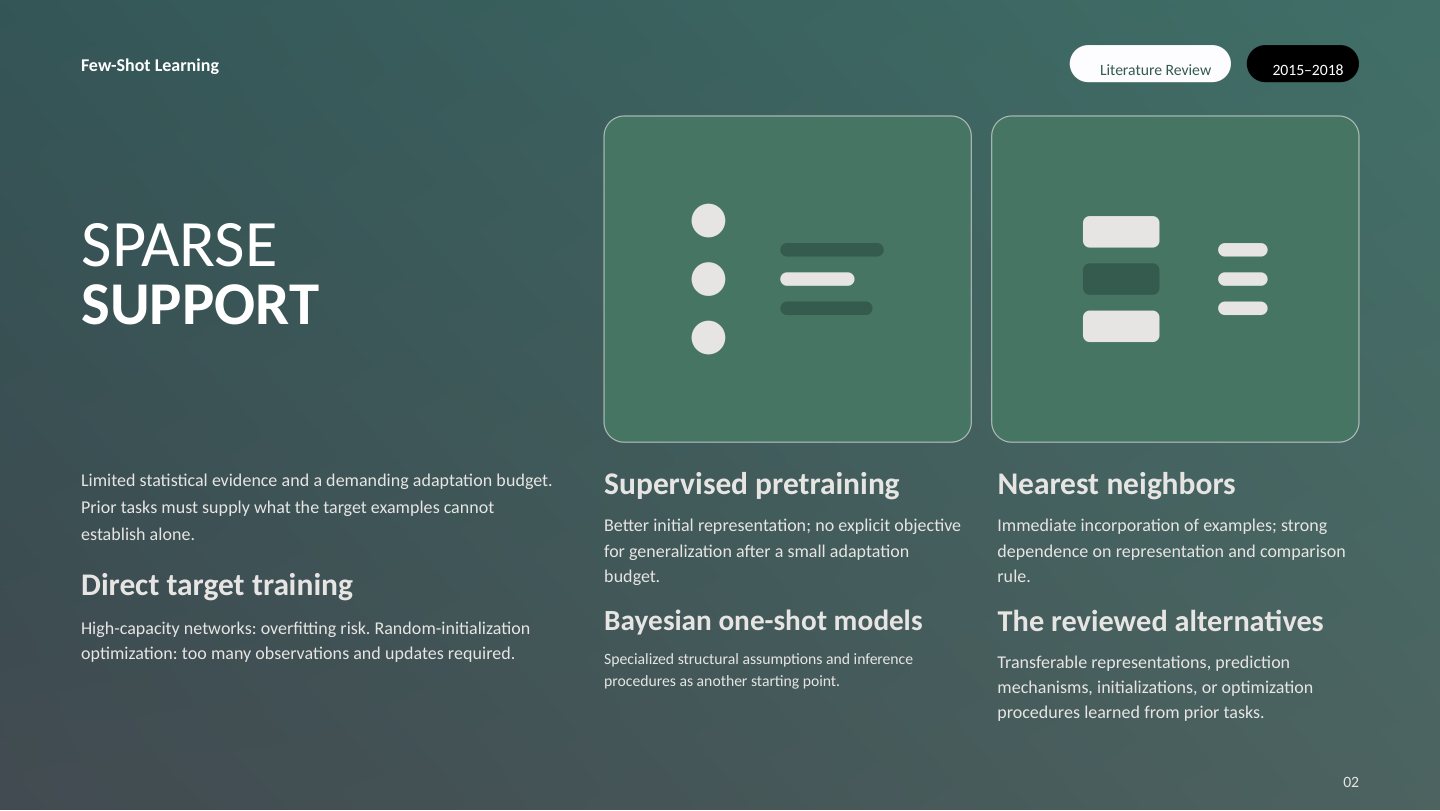 Few-Shot Learning
Literature Review
2015–2018
SPARSE
SUPPORT
Limited statistical evidence and a demanding adaptation budget.
Prior tasks must supply what the target examples cannot
establish alone.
Direct target training
High-capacity networks: overfitting risk. Random-initialization
optimization: too many observations and updates required.
Supervised pretraining
Better initial representation; no explicit objective
for generalization after a small adaptation
budget.
Bayesian one-shot models
Specialized structural assumptions and inference
procedures as another starting point.
Nearest neighbors
Immediate incorporation of examples; strong
dependence on representation and comparison
rule.
The reviewed alternatives
Transferable representations, prediction
mechanisms, initializations, or optimization
procedures learned from prior tasks.
02